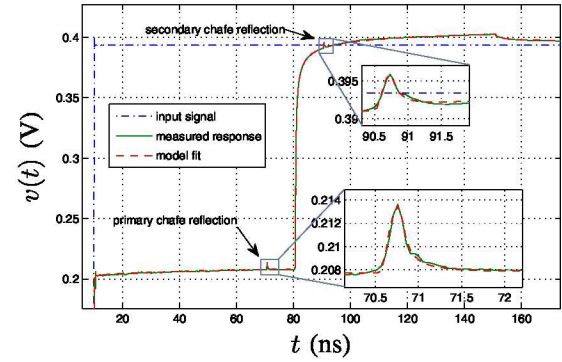 secondary chafe reflection
0.4
0.35
0.3
0.25
0.2
v(t) (V)
input signal
measured response
model fit
0.395
0.39
90.5 91 91.5
primary chafe reflection
0.214
0.212
0.21
0.208
70.5 71 71.5 72
20 40 60 80 100 120 140 160
t (ns)